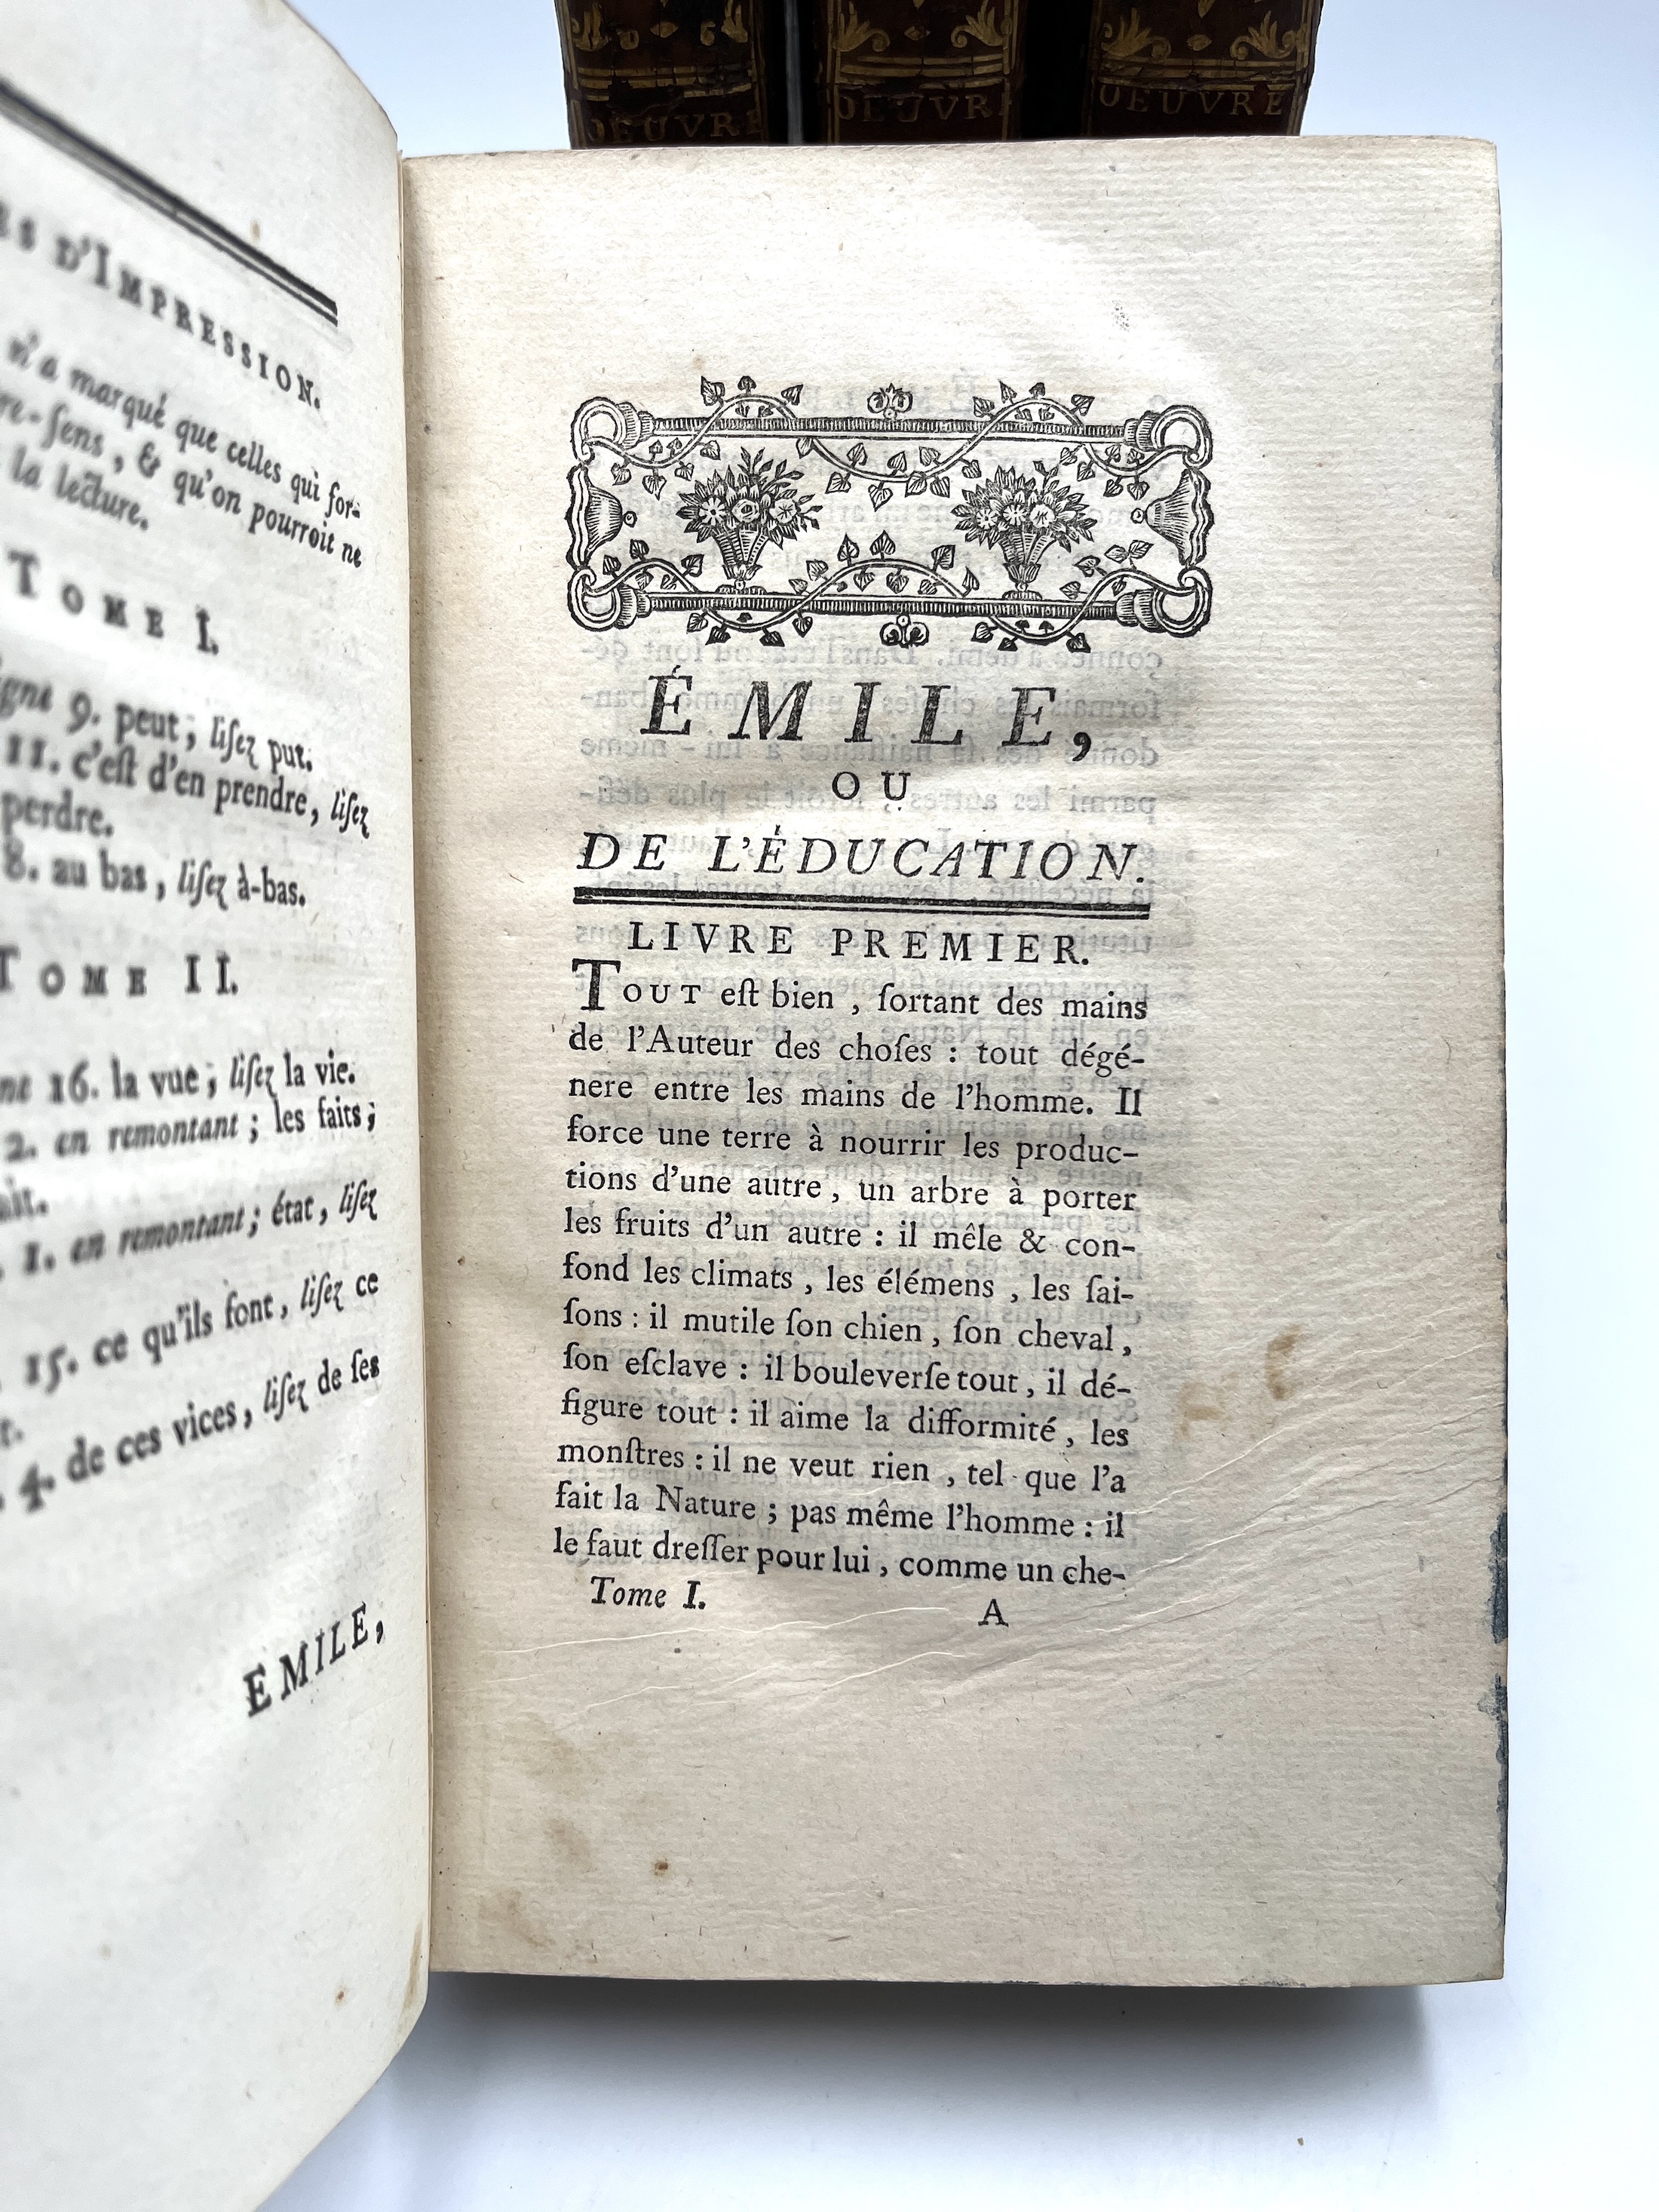 OEUVRE
OEUVR
OEUVRE
D'IMPRESSION.
n'a marqué que celles qui for-
re-ſens, & qu'on pourroit ne
la lecture.
TOME I.
9. peut; liſez put.
11. c'eſt d'en prendre, liſez
perdre.
8. au bas, liſez à-bas.
TOME II.
16. la vue; liſez la vie.
2. en remontant; les faits;
1. en remontant; état, liſez
15. ce qu'ils font, liſez ce
4. de ces vices, liſez de ſes
EMILE,
ÉMILE,
OU
DE L'ÉDUCATION.
LIVRE PREMIER.
TOUT eſt bien, ſortant des mains
de l'Auteur des choſes : tout dégé-
nere entre les mains de l'homme. Il
force une terre à nourrir les produc-
tions d'une autre, un arbre à porter
les fruits d'un autre : il mêle & con-
fond les climats, les élémens, les ſai-
ſons : il mutile ſon chien, ſon cheval,
ſon eſclave : il bouleverſe tout, il dé-
figure tout : il aime la difformité, les
monſtres : il ne veut rien, tel que l'a
fait la Nature ; pas même l'homme : il
le faut dreſſer pour lui, comme un che-
Tome I. A